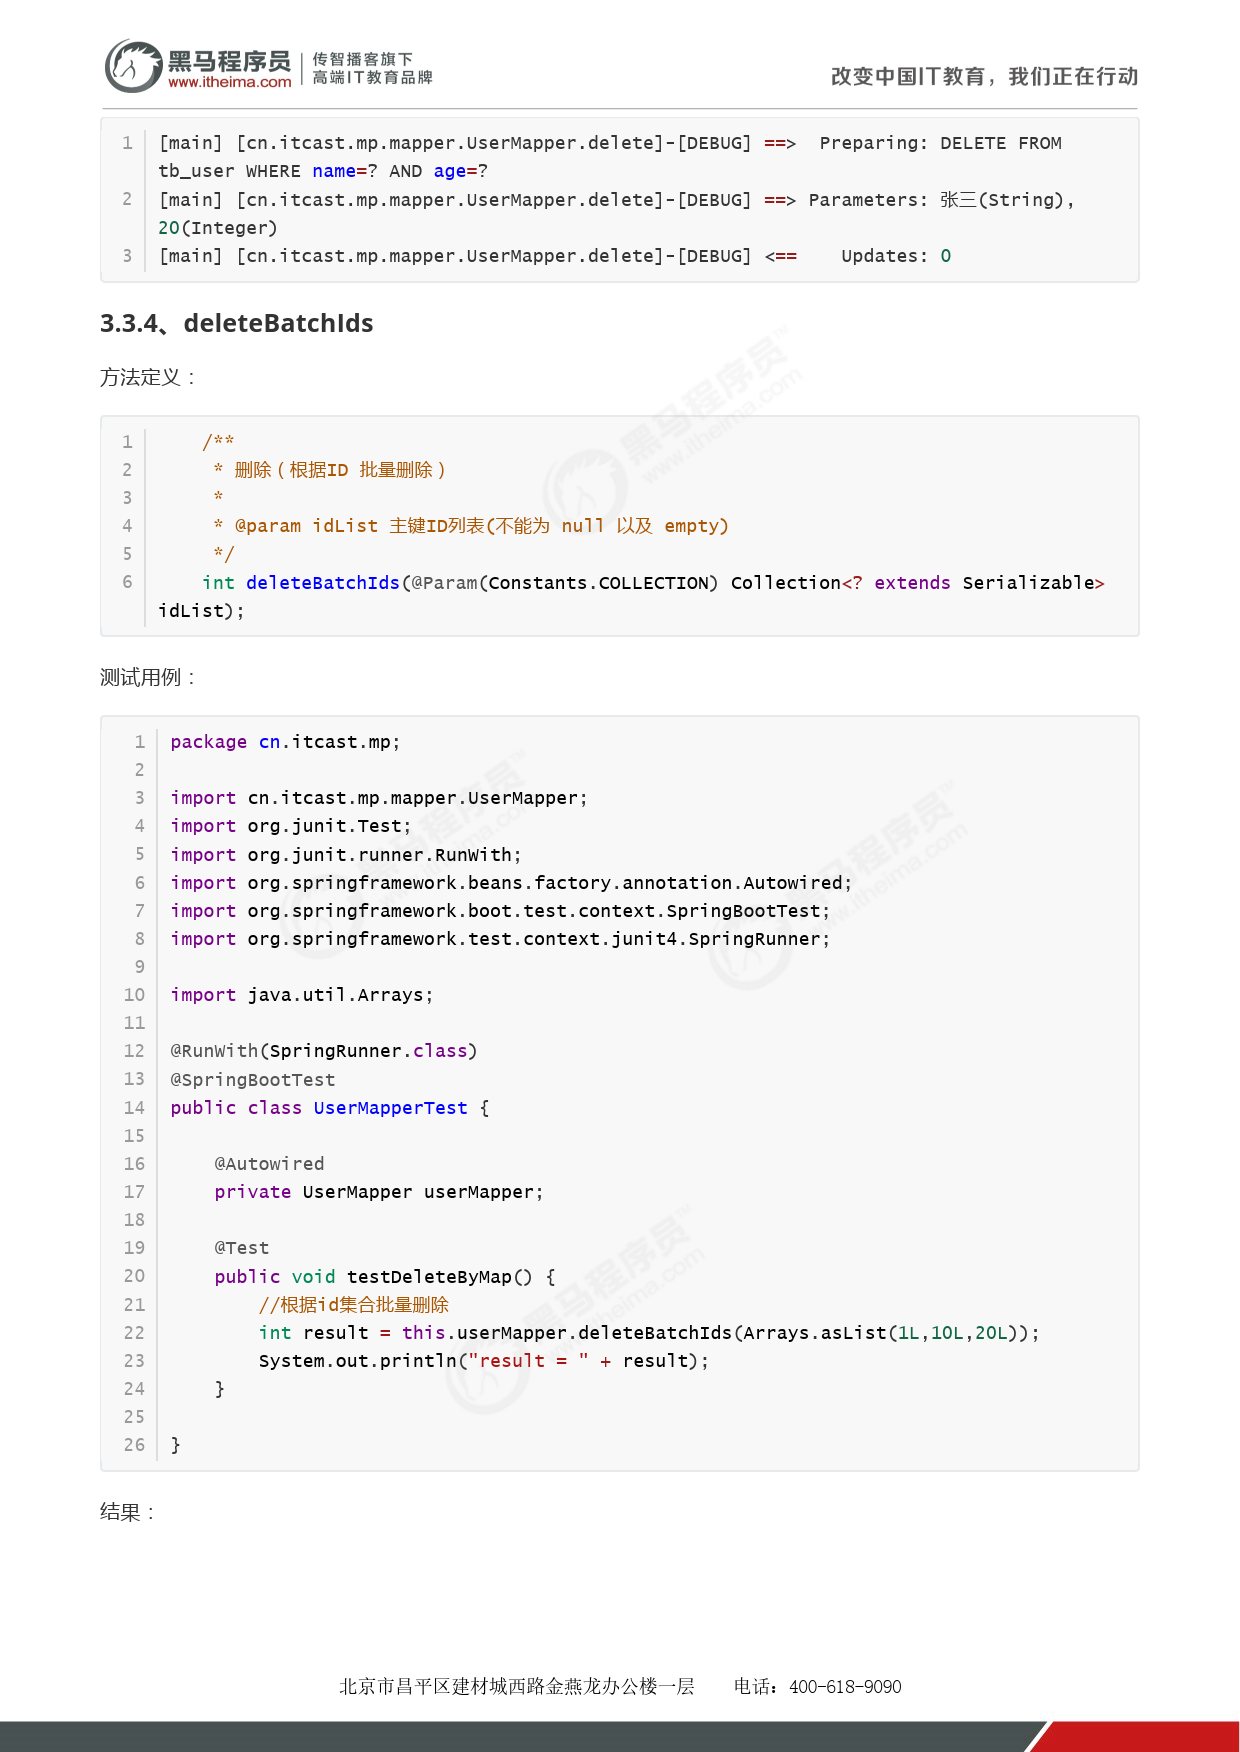 黑马程序员
www.itheima.com
传智播客旗下
高端IT教育品牌
改变中国IT教育，我们正在行动
1 [main] [cn.itcast.mp.mapper.UserMapper.delete]-[DEBUG] ==>  Preparing: DELETE FROM
tb_user WHERE name=? AND age=?
2 [main] [cn.itcast.mp.mapper.UserMapper.delete]-[DEBUG] ==> Parameters: 张三(String),
20(Integer)
3 [main] [cn.itcast.mp.mapper.UserMapper.delete]-[DEBUG] <==    Updates: 0
3.3.4、deleteBatchIds
方法定义：
1     /**
2      * 删除（根据ID 批量删除）
3      *
4      * @param idList 主键ID列表(不能为 null 以及 empty)
5      */
6     int deleteBatchIds(@Param(Constants.COLLECTION) Collection<? extends Serializable>
idList);
测试用例：
1 package cn.itcast.mp;
2
3 import cn.itcast.mp.mapper.UserMapper;
4 import org.junit.Test;
5 import org.junit.runner.RunWith;
6 import org.springframework.beans.factory.annotation.Autowired;
7 import org.springframework.boot.test.context.SpringBootTest;
8 import org.springframework.test.context.junit4.SpringRunner;
9
10 import java.util.Arrays;
11
12 @RunWith(SpringRunner.class)
13 @SpringBootTest
14 public class UserMapperTest {
15
16     @Autowired
17     private UserMapper userMapper;
18
19     @Test
20     public void testDeleteByMap() {
21         //根据id集合批量删除
22         int result = this.userMapper.deleteBatchIds(Arrays.asList(1L,10L,20L));
23         System.out.println("result = " + result);
24     }
25
26 }
结果：
北京市昌平区建材城西路金燕龙办公楼一层    电话：400-618-9090